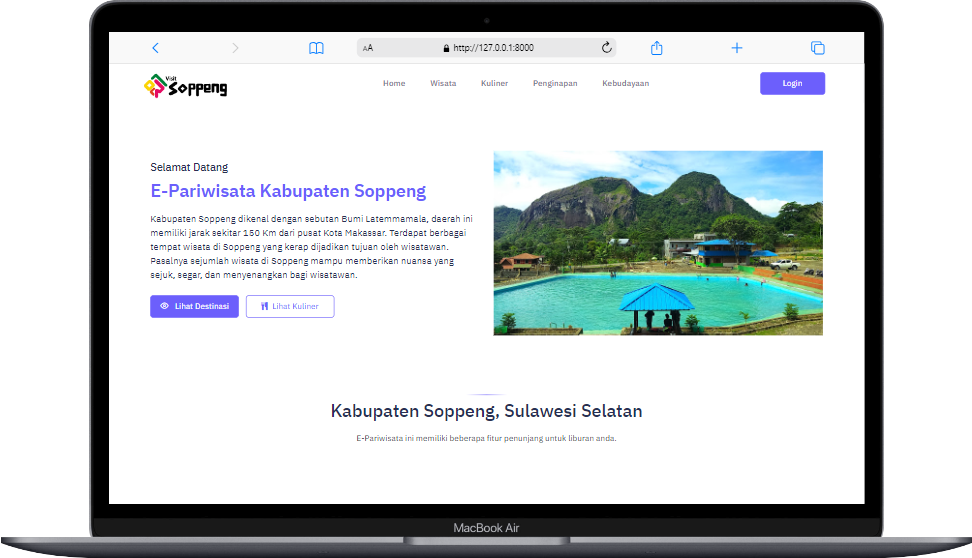 AA http://127.0.0.1:8000
Visit
Soppeng
Home Wisata Kuliner Penginapan Kebudayaan Login
Selamat Datang
E-Pariwisata Kabupaten Soppeng
Kabupaten Soppeng dikenal dengan sebutan Bumi Latemmamala, daerah ini
memiliki jarak sekitar 150 Km dari pusat Kota Makassar. Terdapat berbagai
tempat wisata di Soppeng yang kerap dijadikan tujuan oleh wisatawan.
Pasalnya sejumlah wisata di Soppeng mampu memberikan nuansa yang
sejuk, segar, dan menyenangkan bagi wisatawan.
Lihat Destinasi Lihat Kuliner
Kabupaten Soppeng, Sulawesi Selatan
E-Pariwisata ini memiliki beberapa fitur penunjang untuk liburan anda.
MacBook Air